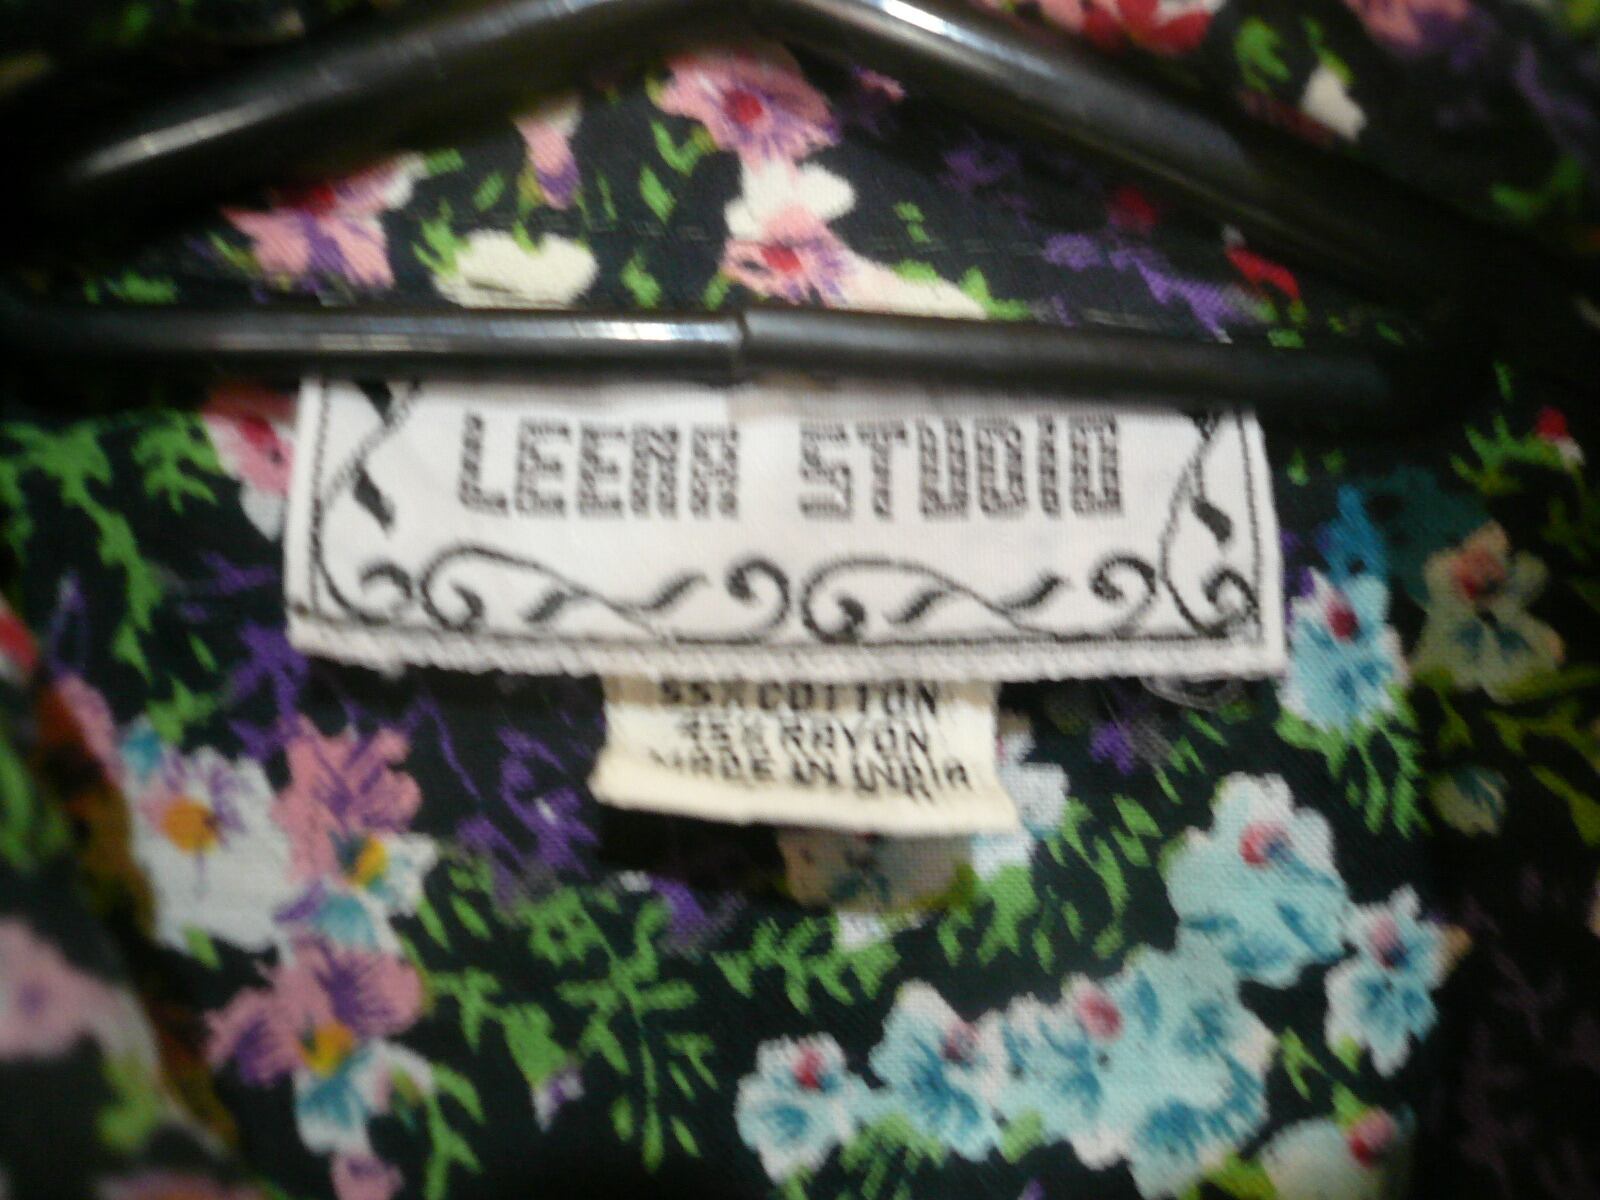 LEENA STUDIO
55% COTTON
45% RAYON
MADE IN INDIA